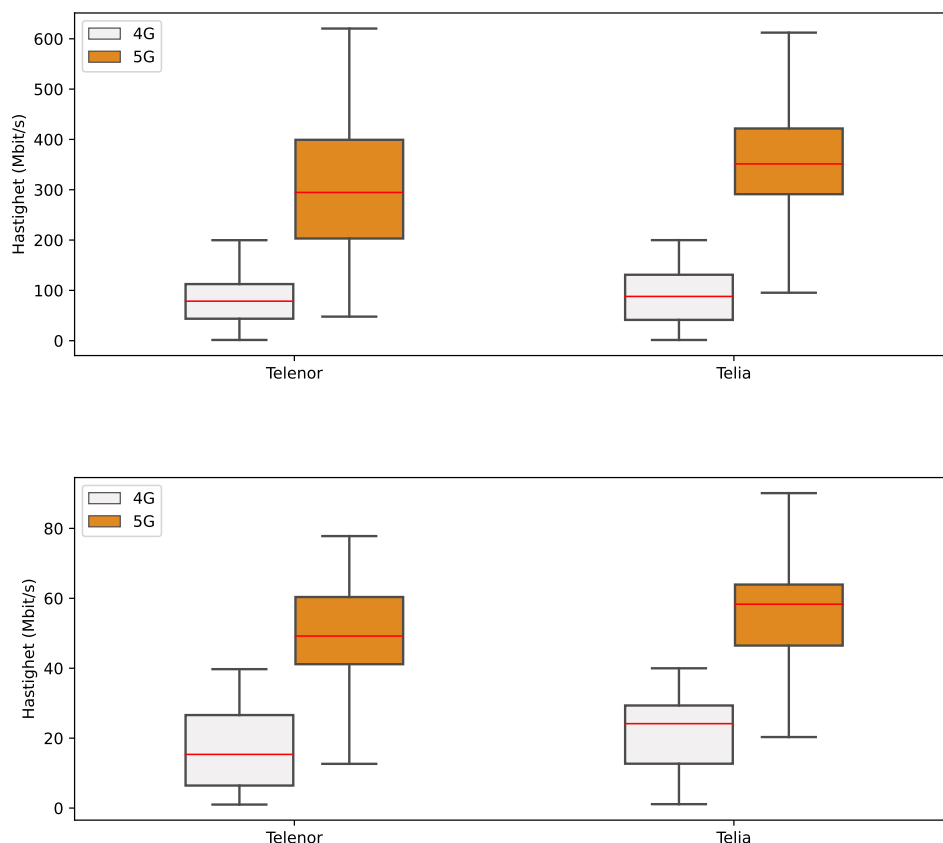 4G
5G
Hastighet (Mbit/s)
600
500
400
300
200
100
0
Telenor
Telia
4G
5G
Hastighet (Mbit/s)
80
60
40
20
0
Telenor
Telia